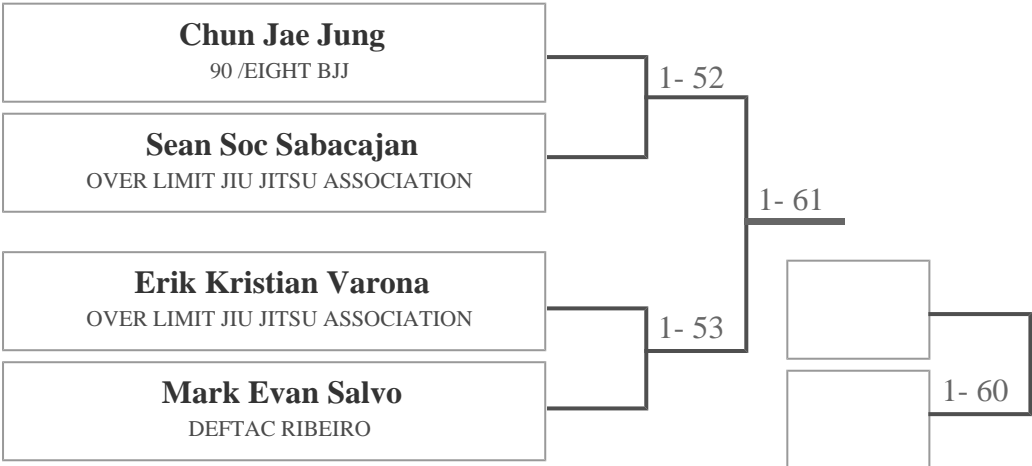 Chun Jae Jung
90 /EIGHT BJJ
1- 52
Sean Soc Sabacajan
OVER LIMIT JIU JITSU ASSOCIATION
1- 61
Erik Kristian Varona
OVER LIMIT JIU JITSU ASSOCIATION
1- 53
Mark Evan Salvo
DEFTAC RIBEIRO
1- 60